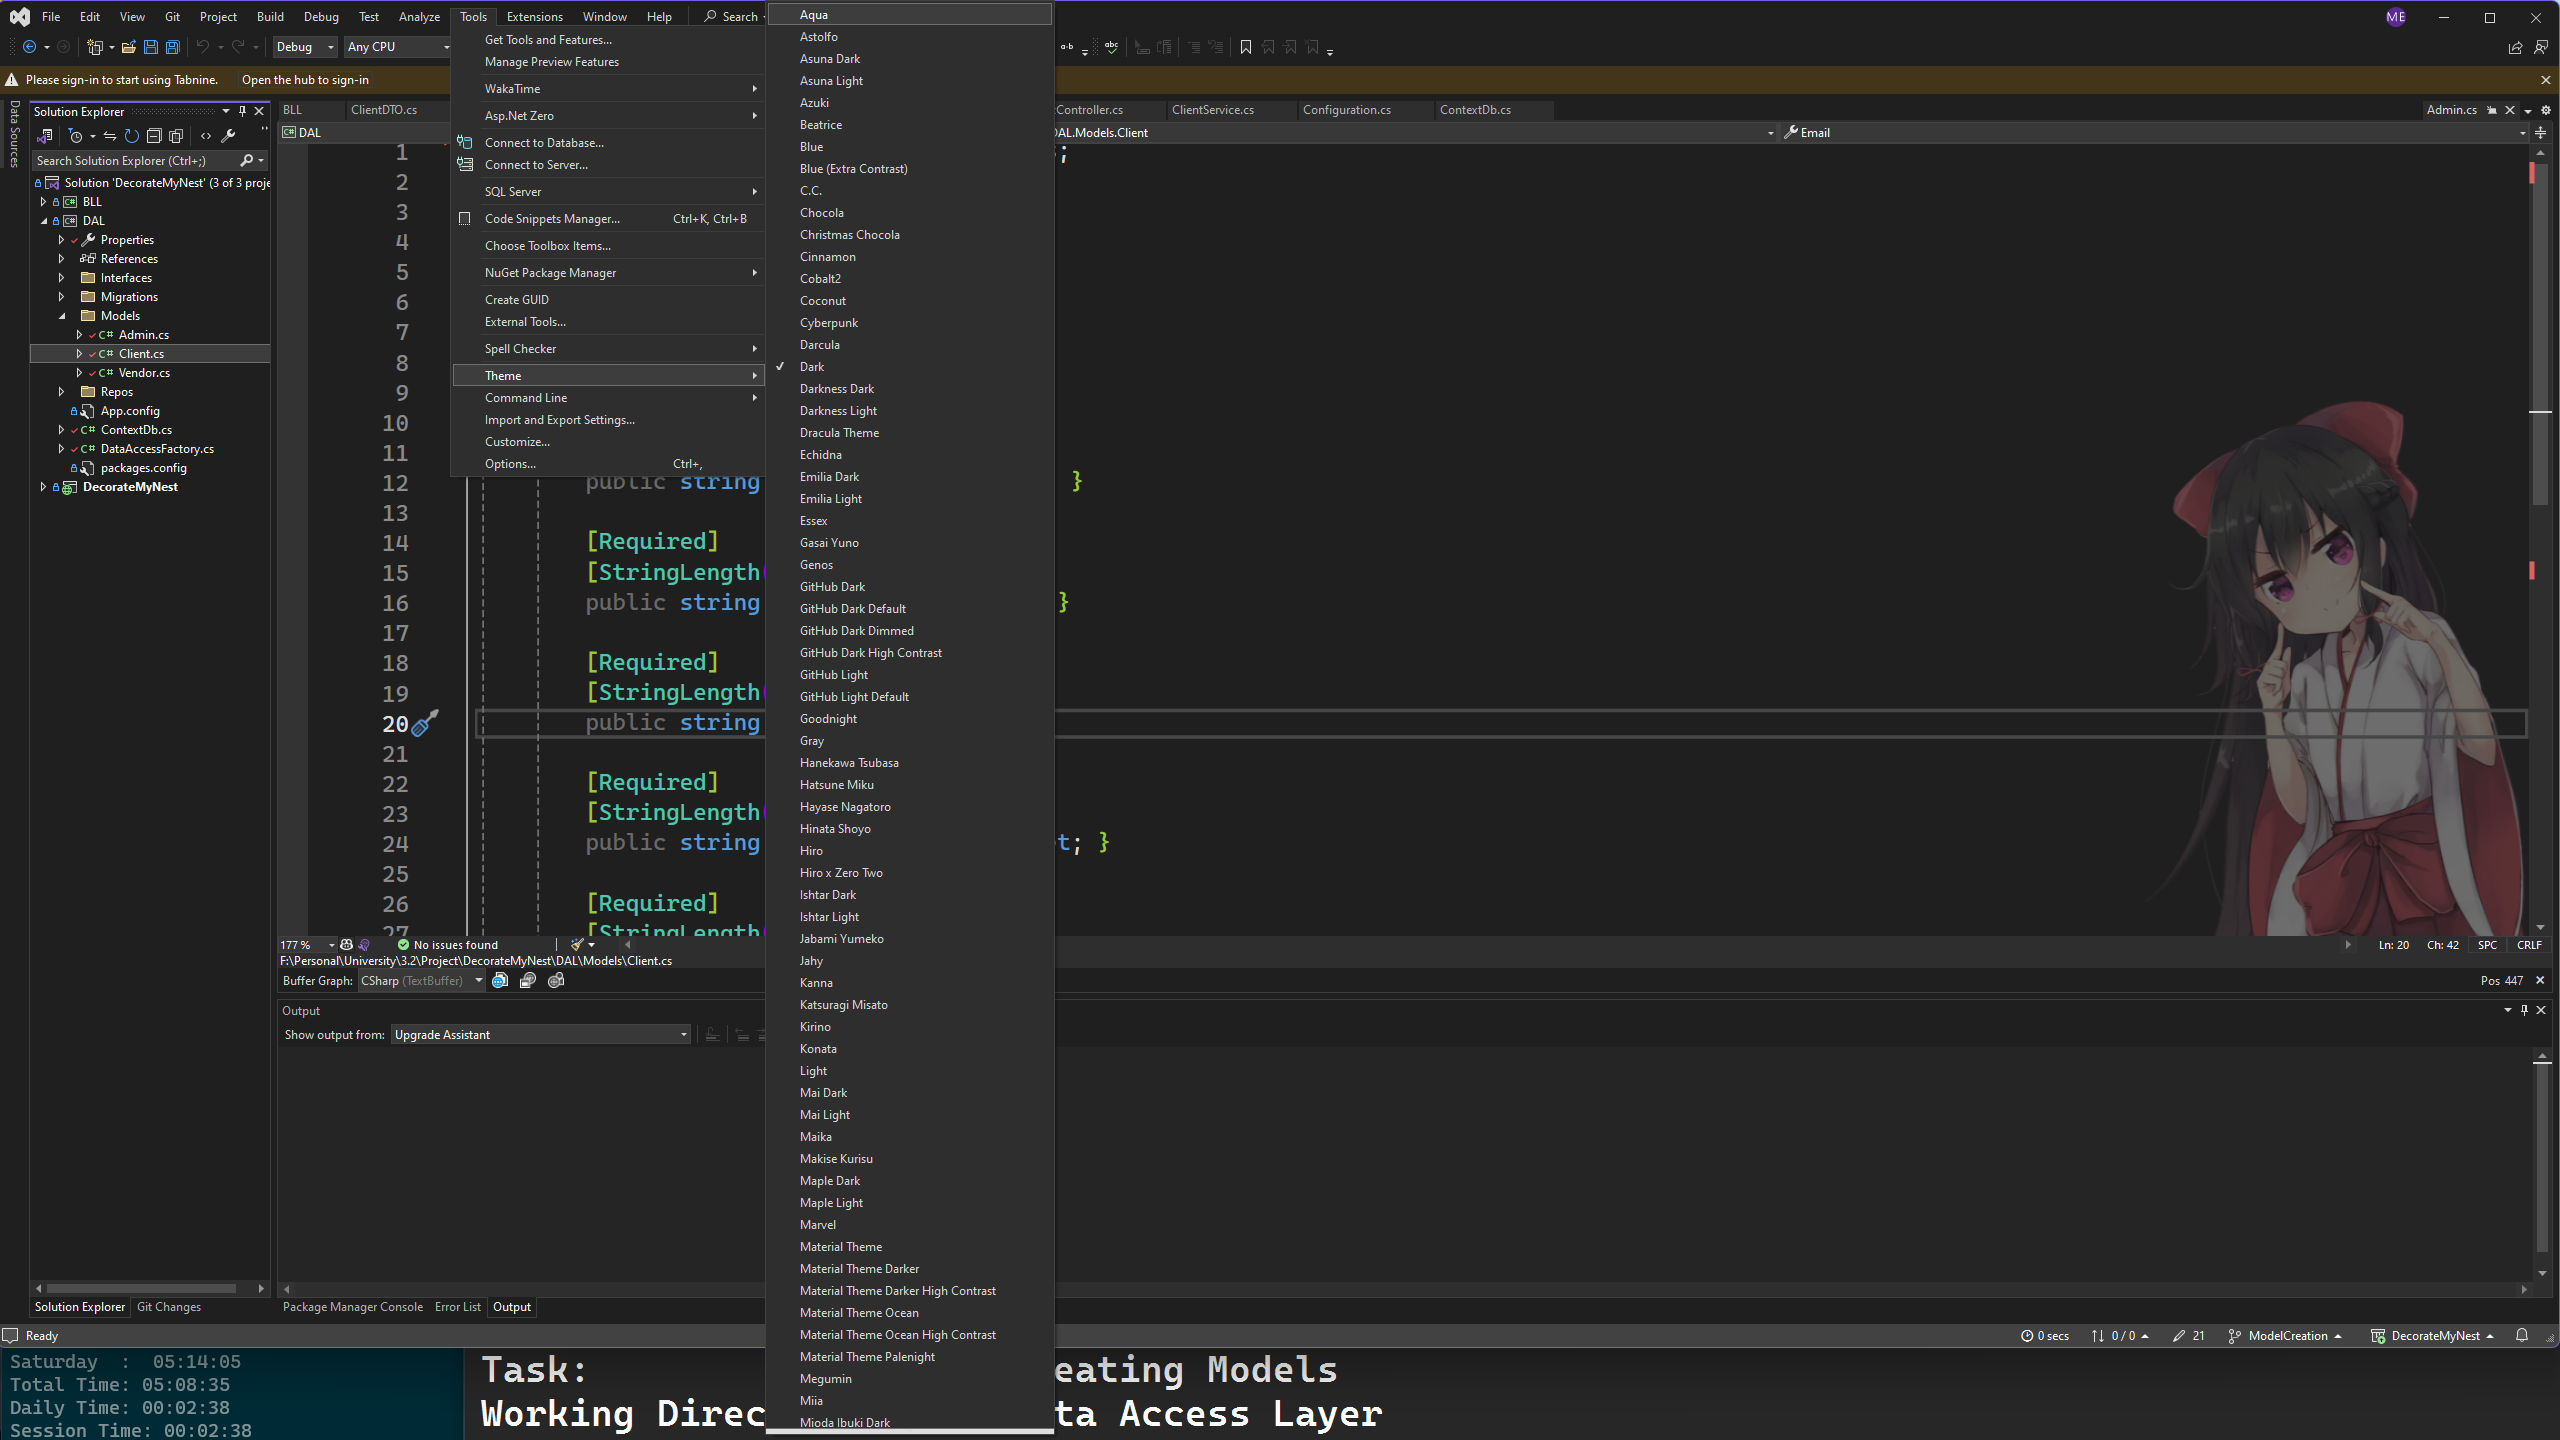 File Edit View Git Project Build Debug Test Analyze Tools Extensions Window Help Search
Debug Any CPU
Please sign-in to start using Tabnine. Open the hub to sign-in
Data Sources
Solution Explorer
Search Solution Explorer (Ctrl+;)
Solution 'DecorateMyNest' (3 of 3 proje
BLL
DAL
Properties
References
Interfaces
Migrations
Models
Admin.cs
Client.cs
Vendor.cs
Repos
App.config
ContextDb.cs
DataAccessFactory.cs
packages.config
DecorateMyNest
Solution Explorer Git Changes
BLL ClientDTO.cs
Controller.cs ClientService.cs Configuration.cs ContextDb.cs Admin.cs
DAL
DAL.Models.Client Email
Get Tools and Features...
Manage Preview Features
WakaTime
Asp.Net Zero
Connect to Database...
Connect to Server...
SQL Server
Code Snippets Manager... Ctrl+K, Ctrl+B
Choose Toolbox Items...
NuGet Package Manager
Create GUID
External Tools...
Spell Checker
Theme
Command Line
Import and Export Settings...
Customize...
Options... Ctrl+,
Aqua
Astolfo
Asuna Dark
Asuna Light
Azuki
Beatrice
Blue
Blue (Extra Contrast)
C.C.
Chocola
Christmas Chocola
Cinnamon
Cobalt2
Coconut
Cyberpunk
Darcula
Dark
Darkness Dark
Darkness Light
Dracula Theme
Echidna
Emilia Dark
Emilia Light
Essex
Gasai Yuno
Genos
GitHub Dark
GitHub Dark Default
GitHub Dark Dimmed
GitHub Dark High Contrast
GitHub Light
GitHub Light Default
Goodnight
Gray
Hanekawa Tsubasa
Hatsune Miku
Hayase Nagatoro
Hinata Shoyo
Hiro
Hiro x Zero Two
Ishtar Dark
Ishtar Light
Jabami Yumeko
Jahy
Kanna
Katsuragi Misato
Kirino
Konata
Light
Mai Dark
Mai Light
Maika
Makise Kurisu
Maple Dark
Maple Light
Marvel
Material Theme
Material Theme Darker
Material Theme Darker High Contrast
Material Theme Ocean
Material Theme Ocean High Contrast
Material Theme Palenight
Megumin
Miia
Mioda Ibuki Dark
ME
1 ;
2
3
4
5
6
7
8
9
10
11
12 public string }
13
14 [Required]
15 [StringLength(
16 public string }
17
18 [Required]
19 [StringLength(
20 public string
21
22 [Required]
23 [StringLength(
24 public string t; }
25
26 [Required]
27 [StringLength(
177 % No issues found Ln: 20 Ch: 42 SPC CRLF
F:\Personal\University\3.2\Project\DecorateMyNest\DAL\Models\Client.cs
Buffer Graph: CSharp (TextBuffer) Pos 447
Output
Show output from: Upgrade Assistant
Package Manager Console Error List Output
Ready 0 secs 0 / 0 21 ModelCreation DecorateMyNest
Saturday : 05:14:05
Total Time: 05:08:35
Daily Time: 00:02:38
Session Time: 00:02:38
Task: eating Models
Working Direc ta Access Layer